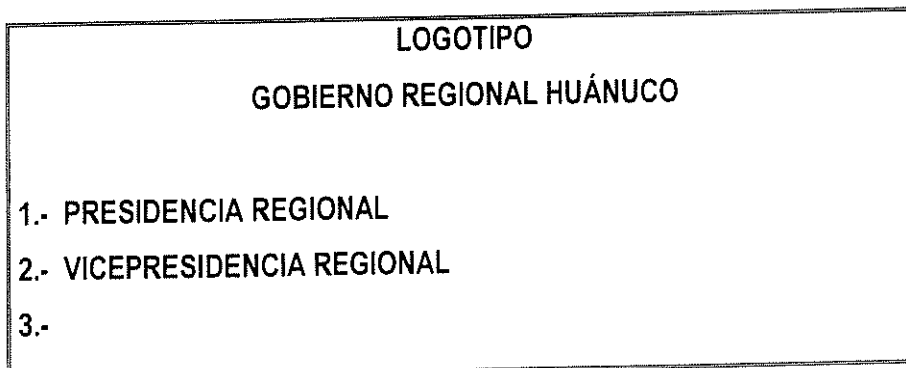 LOGOTIPO
GOBIERNO REGIONAL HUÁNUCO
1.- PRESIDENCIA REGIONAL
2.- VICEPRESIDENCIA REGIONAL
3.-